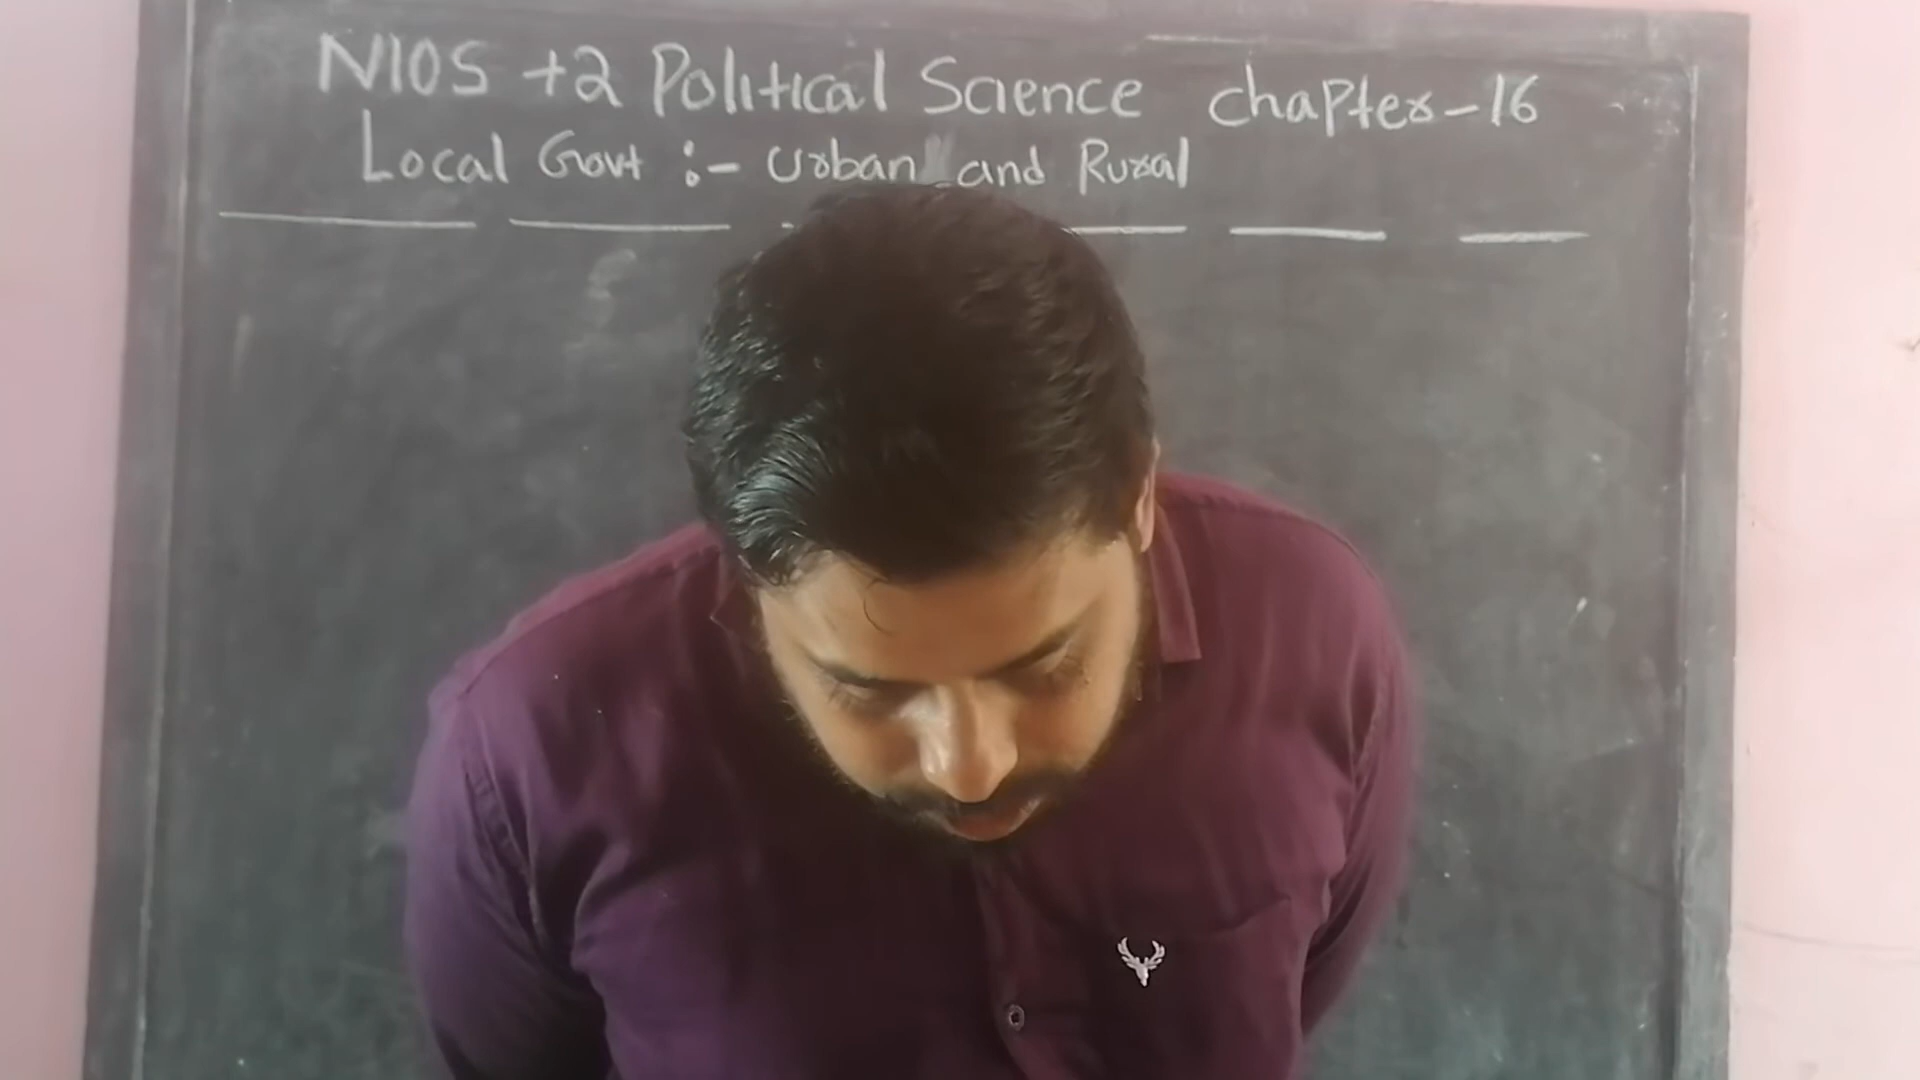 NIOS +2 Political Science chapter-16
Local Govt :- Urban and Rural